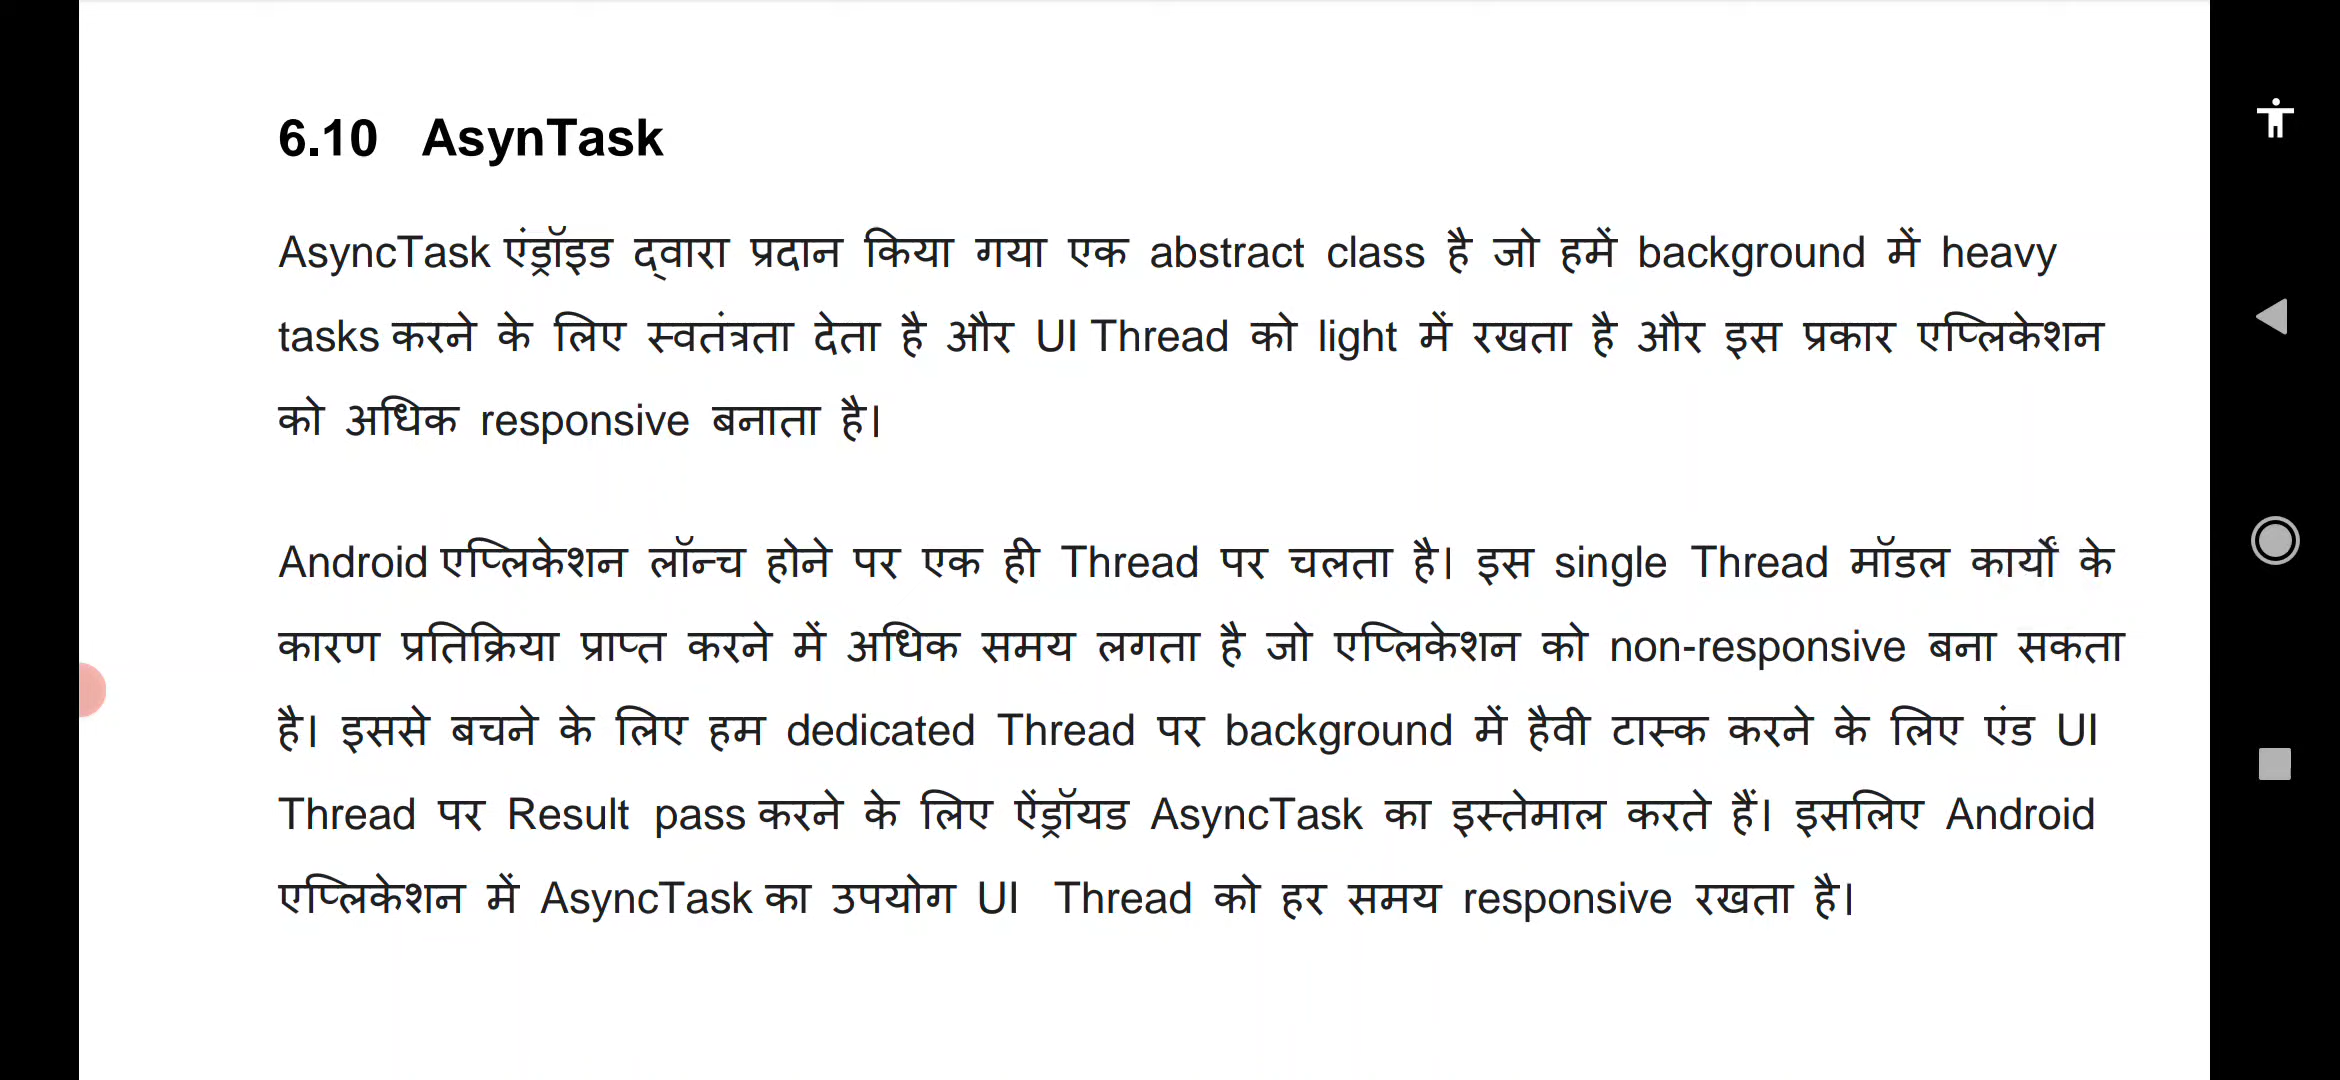 6.10 AsynTask
AsyncTask एंड्रॉइड द्वारा प्रदान किया गया एक abstract class है जो हमें background में heavy
tasks करने के लिए स्वतंत्रता देता है और UI Thread को light में रखता है और इस प्रकार एप्लिकेशन
को अधिक responsive बनाता है।
Android एप्लिकेशन लॉन्च होने पर एक ही Thread पर चलता है। इस single Thread मॉडल कार्यों के
कारण प्रतिक्रिया प्राप्त करने में अधिक समय लगता है जो एप्लिकेशन को non-responsive बना सकता
है। इससे बचने के लिए हम dedicated Thread पर background में हैवी टास्क करने के लिए एंड UI
Thread पर Result pass करने के लिए ऐंड्रॉयड AsyncTask का इस्तेमाल करते हैं। इसलिए Android
एप्लिकेशन में AsyncTask का उपयोग UI Thread को हर समय responsive रखता है।